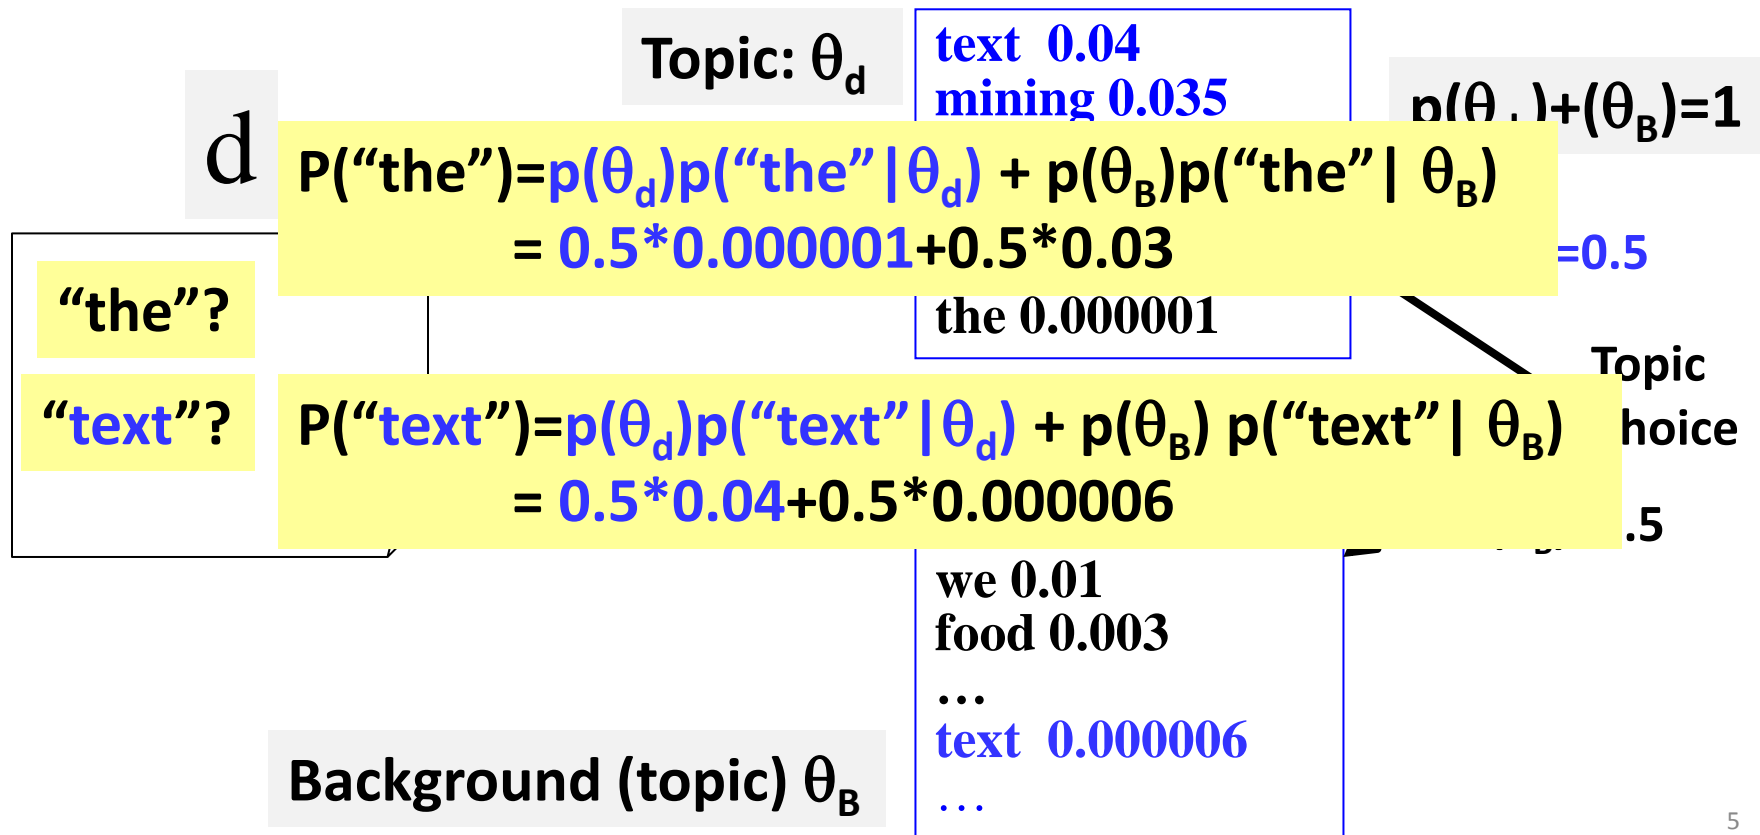 Topic: θd
text 0.04
mining 0.035
p(θ )+(θB)=1
d
P(“the”)=p(θd)p(“the”|θd) + p(θB)p(“the”| θB)
= 0.5*0.000001+0.5*0.03
=0.5
“the”?
the 0.000001
Topic
hoice
“text”?
P(“text”)=p(θd)p(“text”|θd) + p(θB) p(“text”| θB)
= 0.5*0.04+0.5*0.000006
.5
we 0.01
food 0.003
…
text 0.000006
…
Background (topic) θB
5